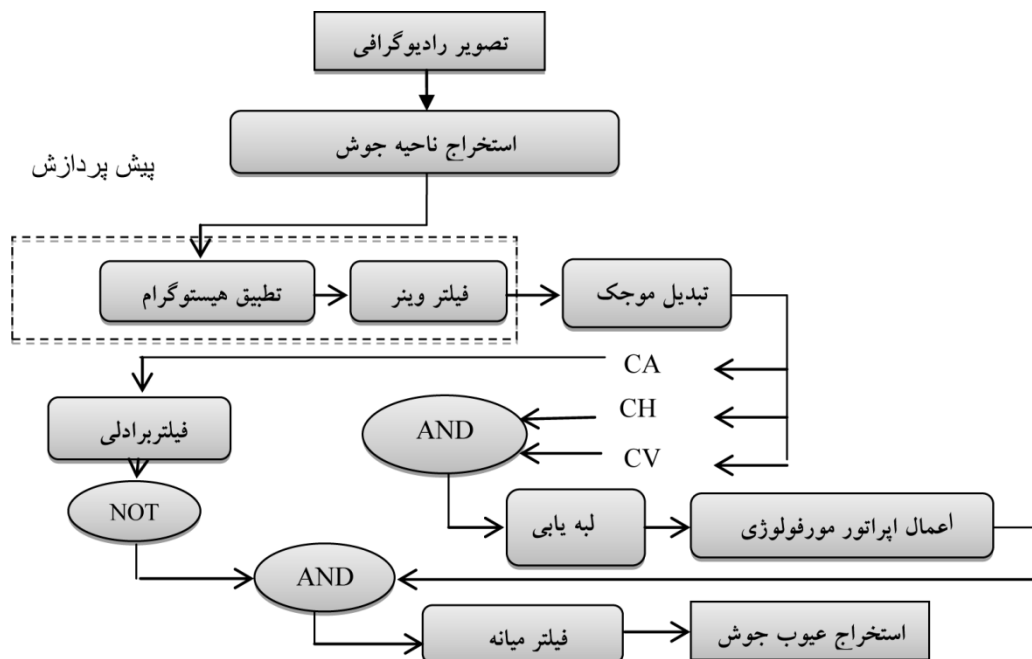 تصویر رادیوگرافی
استخراج ناحیه جوش
پیش پردازش
تطبیق هیستوگرام
فیلتر وینر
تبدیل موجک
CA
CH
CV
AND
فیلتربرادلی
NOT
لبه یابی
اعمال اپراتور مورفولوژی
AND
فیلتر میانه
استخراج عیوب جوش